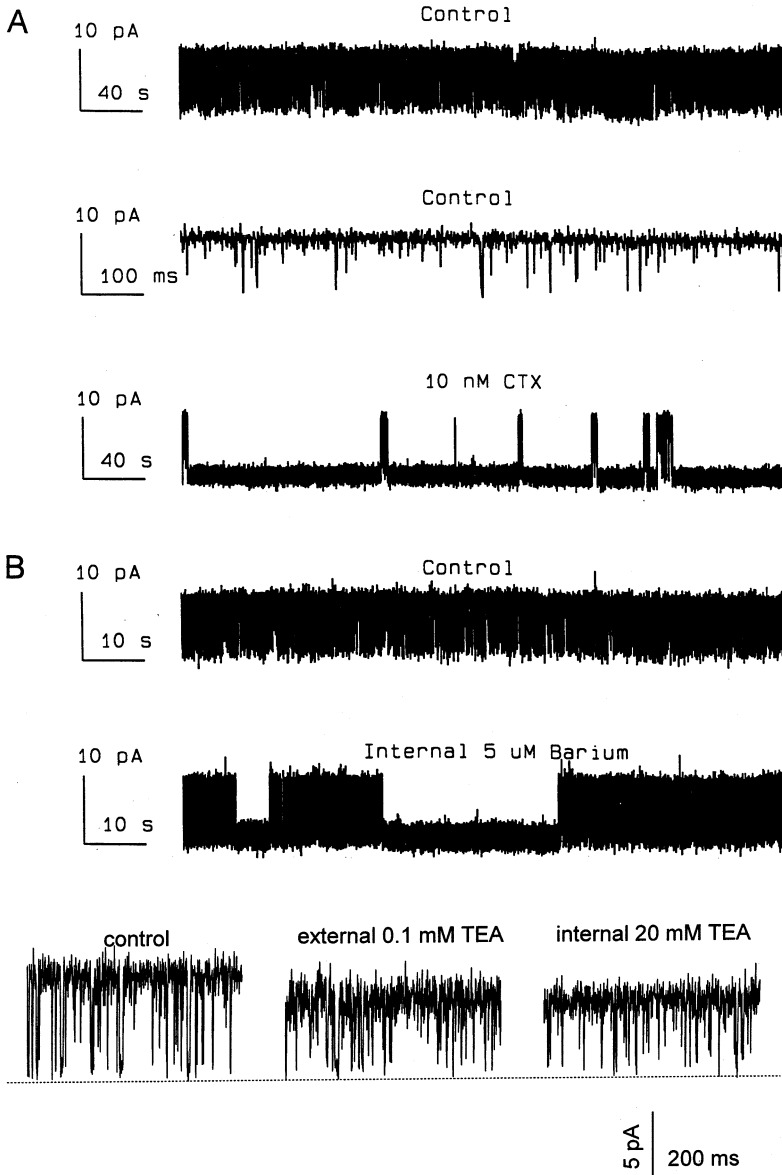 A
Control
10 pA
40 s
Control
10 pA
100 ms
10 nM CTX
10 pA
40 s
B
Control
10 pA
10 s
Internal 5 uM Barium
10 pA
10 s
control
external 0.1 mM TEA
internal 20 mM TEA
5 pA
200 ms